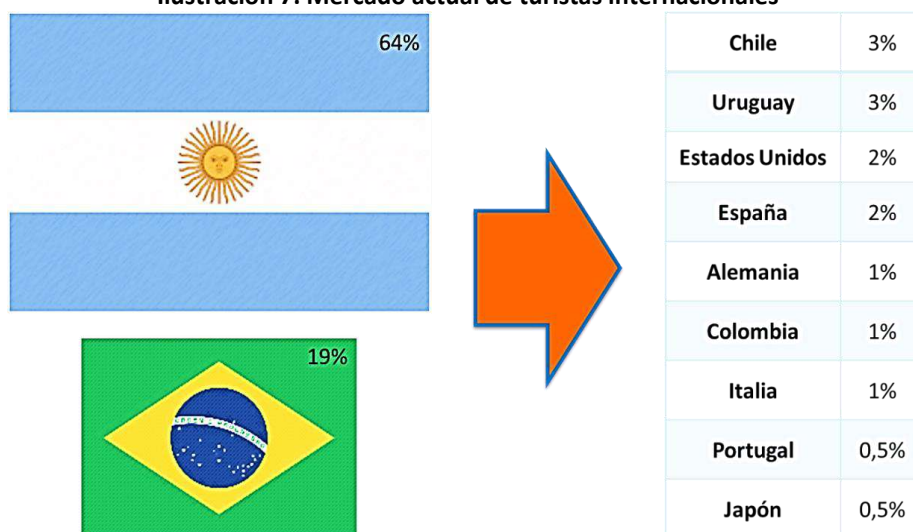 Ilustración 7. Mercado actual de turistas internacionales
64%
19%
Chile 3%
Uruguay 3%
Estados Unidos 2%
España 2%
Alemania 1%
Colombia 1%
Italia 1%
Portugal 0,5%
Japón 0,5%